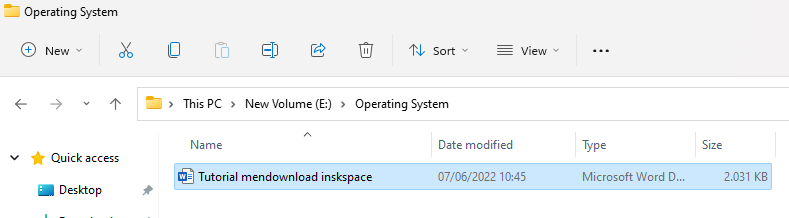 Operating System
New Sort View
This PC New Volume (E:) Operating System
Name Date modified Type Size
Quick access
Tutorial mendownload inskspace 07/06/2022 10:45 Microsoft Word D... 2.031 KB
Desktop